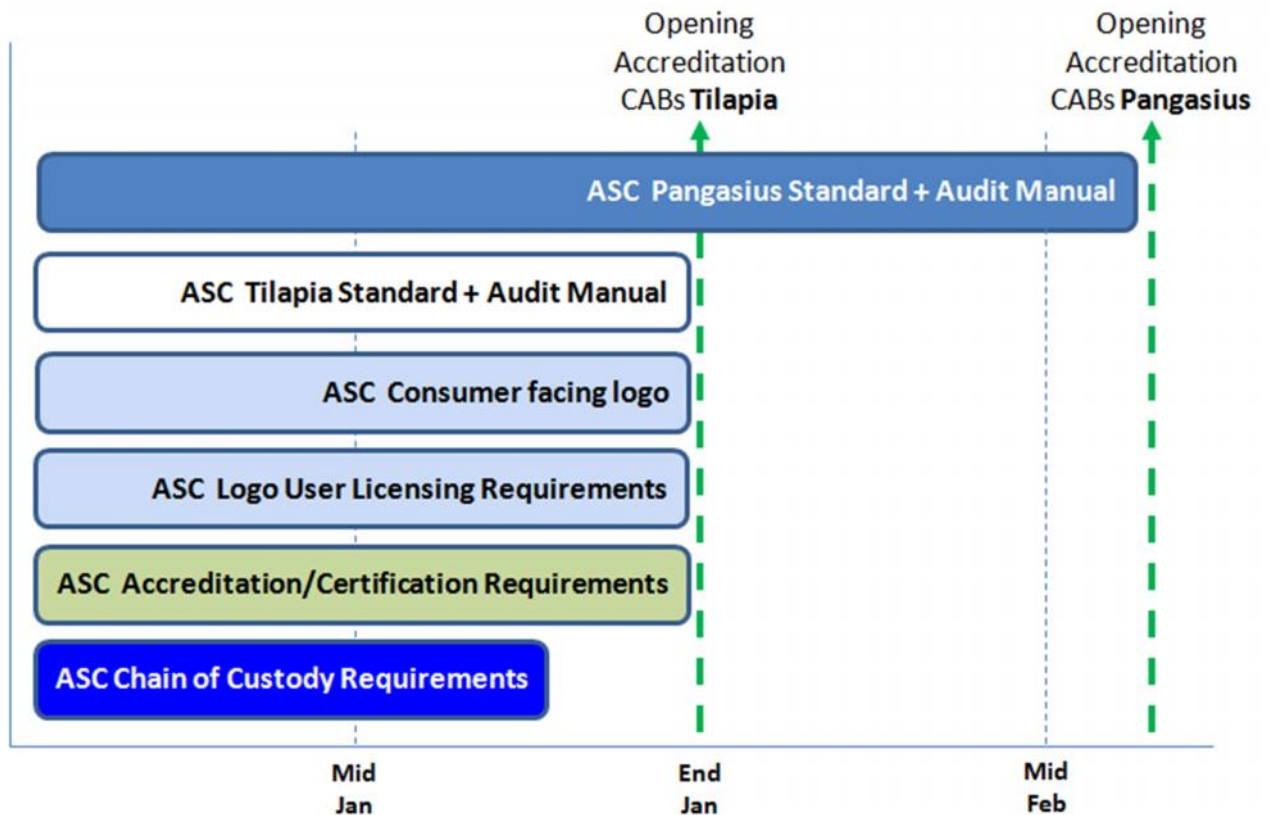 Opening
Accreditation
CABs Tilapia
Opening
Accreditation
CABs Pangasius
ASC Pangasius Standard + Audit Manual
ASC Tilapia Standard + Audit Manual
ASC Consumer facing logo
ASC Logo User Licensing Requirements
ASC Accreditation/Certification Requirements
ASC Chain of Custody Requirements
Mid
Jan
End
Jan
Mid
Feb